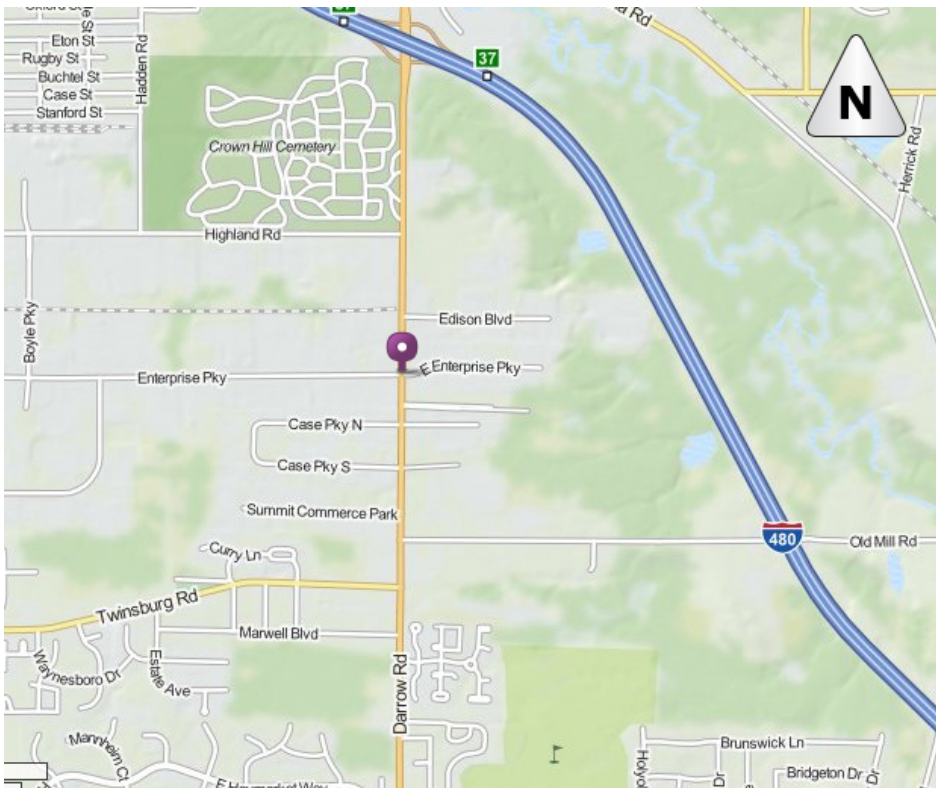 37
Rd
Eton St
Rugby St
Buchtel St
Case St
Stanford St
Hadden Rd
37
N
Crown Hill Cemetery
Herrick Rd
Highland Rd
Boyle Pky
Edison Blvd
E Enterprise Pky
Enterprise Pky
Case Pky N
Case Pky S
Summit Commerce Park
480
Old Mill Rd
Curry Ln
Twinsburg Rd
Marwell Blvd
Waynesboro Dr
Estate Ave
Darrow Rd
Mannheim Ct
Brunswick Ln
Bridgeton Dr
Dr
Dr
E Haymarket Way